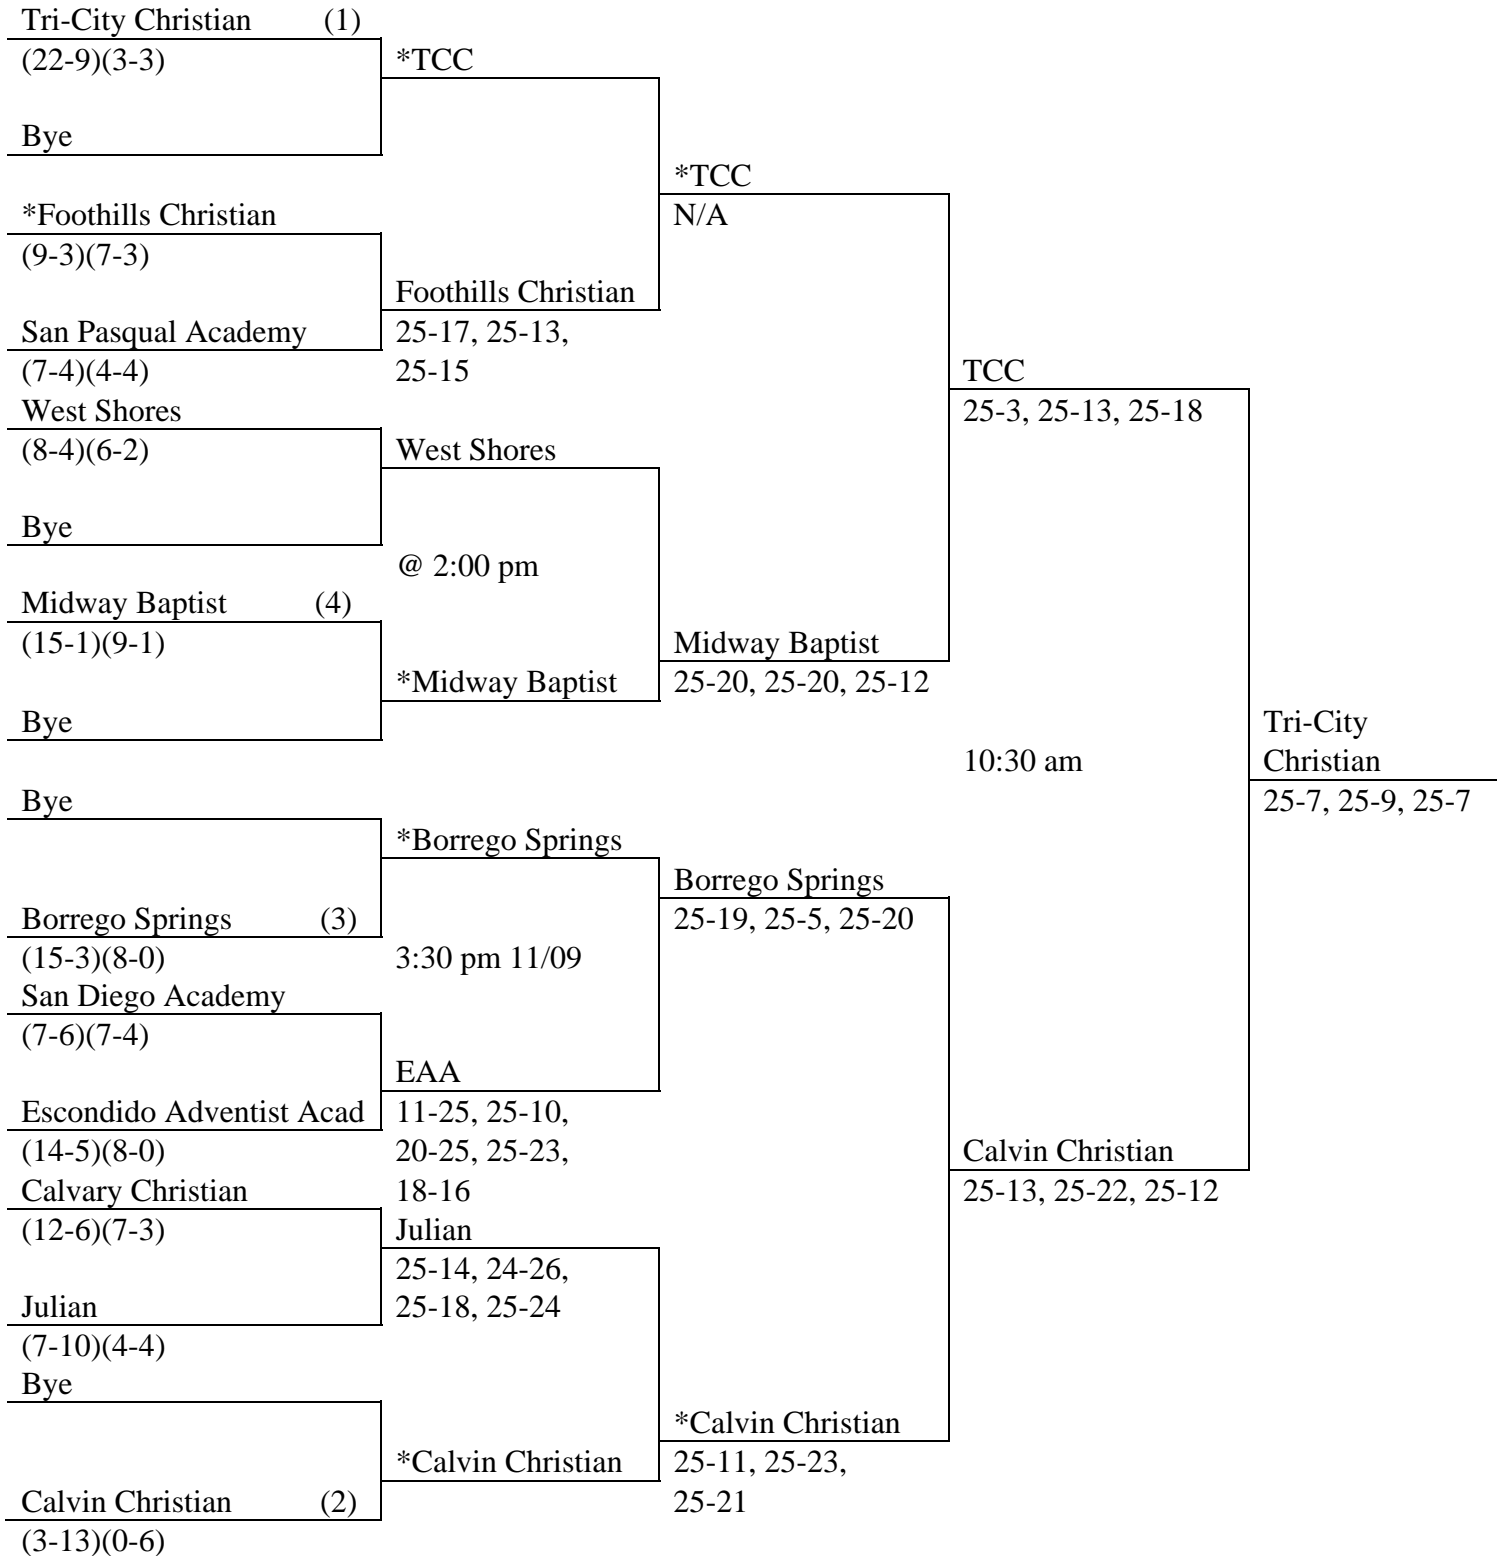 Tri-City Christian (1)
(22-9)(3-3)
Bye
*Foothills Christian
(9-3)(7-3)
San Pasqual Academy
(7-4)(4-4)
West Shores
(8-4)(6-2)
Bye
Midway Baptist (4)
(15-1)(9-1)
Bye
Bye
Borrego Springs (3)
(15-3)(8-0)
San Diego Academy
(7-6)(7-4)
Escondido Adventist Acad
(14-5)(8-0)
Calvary Christian
(12-6)(7-3)
Julian
(7-10)(4-4)
Bye
Calvin Christian (2)
(3-13)(0-6)
*TCC
Foothills Christian
25-17, 25-13,
25-15
West Shores
@ 2:00 pm
*Midway Baptist
*Borrego Springs
3:30 pm 11/09
EAA
11-25, 25-10,
20-25, 25-23,
18-16
Julian
25-14, 24-26,
25-18, 25-24
*Calvin Christian
*TCC
N/A
Midway Baptist
25-20, 25-20, 25-12
Borrego Springs
25-19, 25-5, 25-20
*Calvin Christian
25-11, 25-23,
25-21
TCC
25-3, 25-13, 25-18
10:30 am
Calvin Christian
25-13, 25-22, 25-12
Tri-City
Christian
25-7, 25-9, 25-7